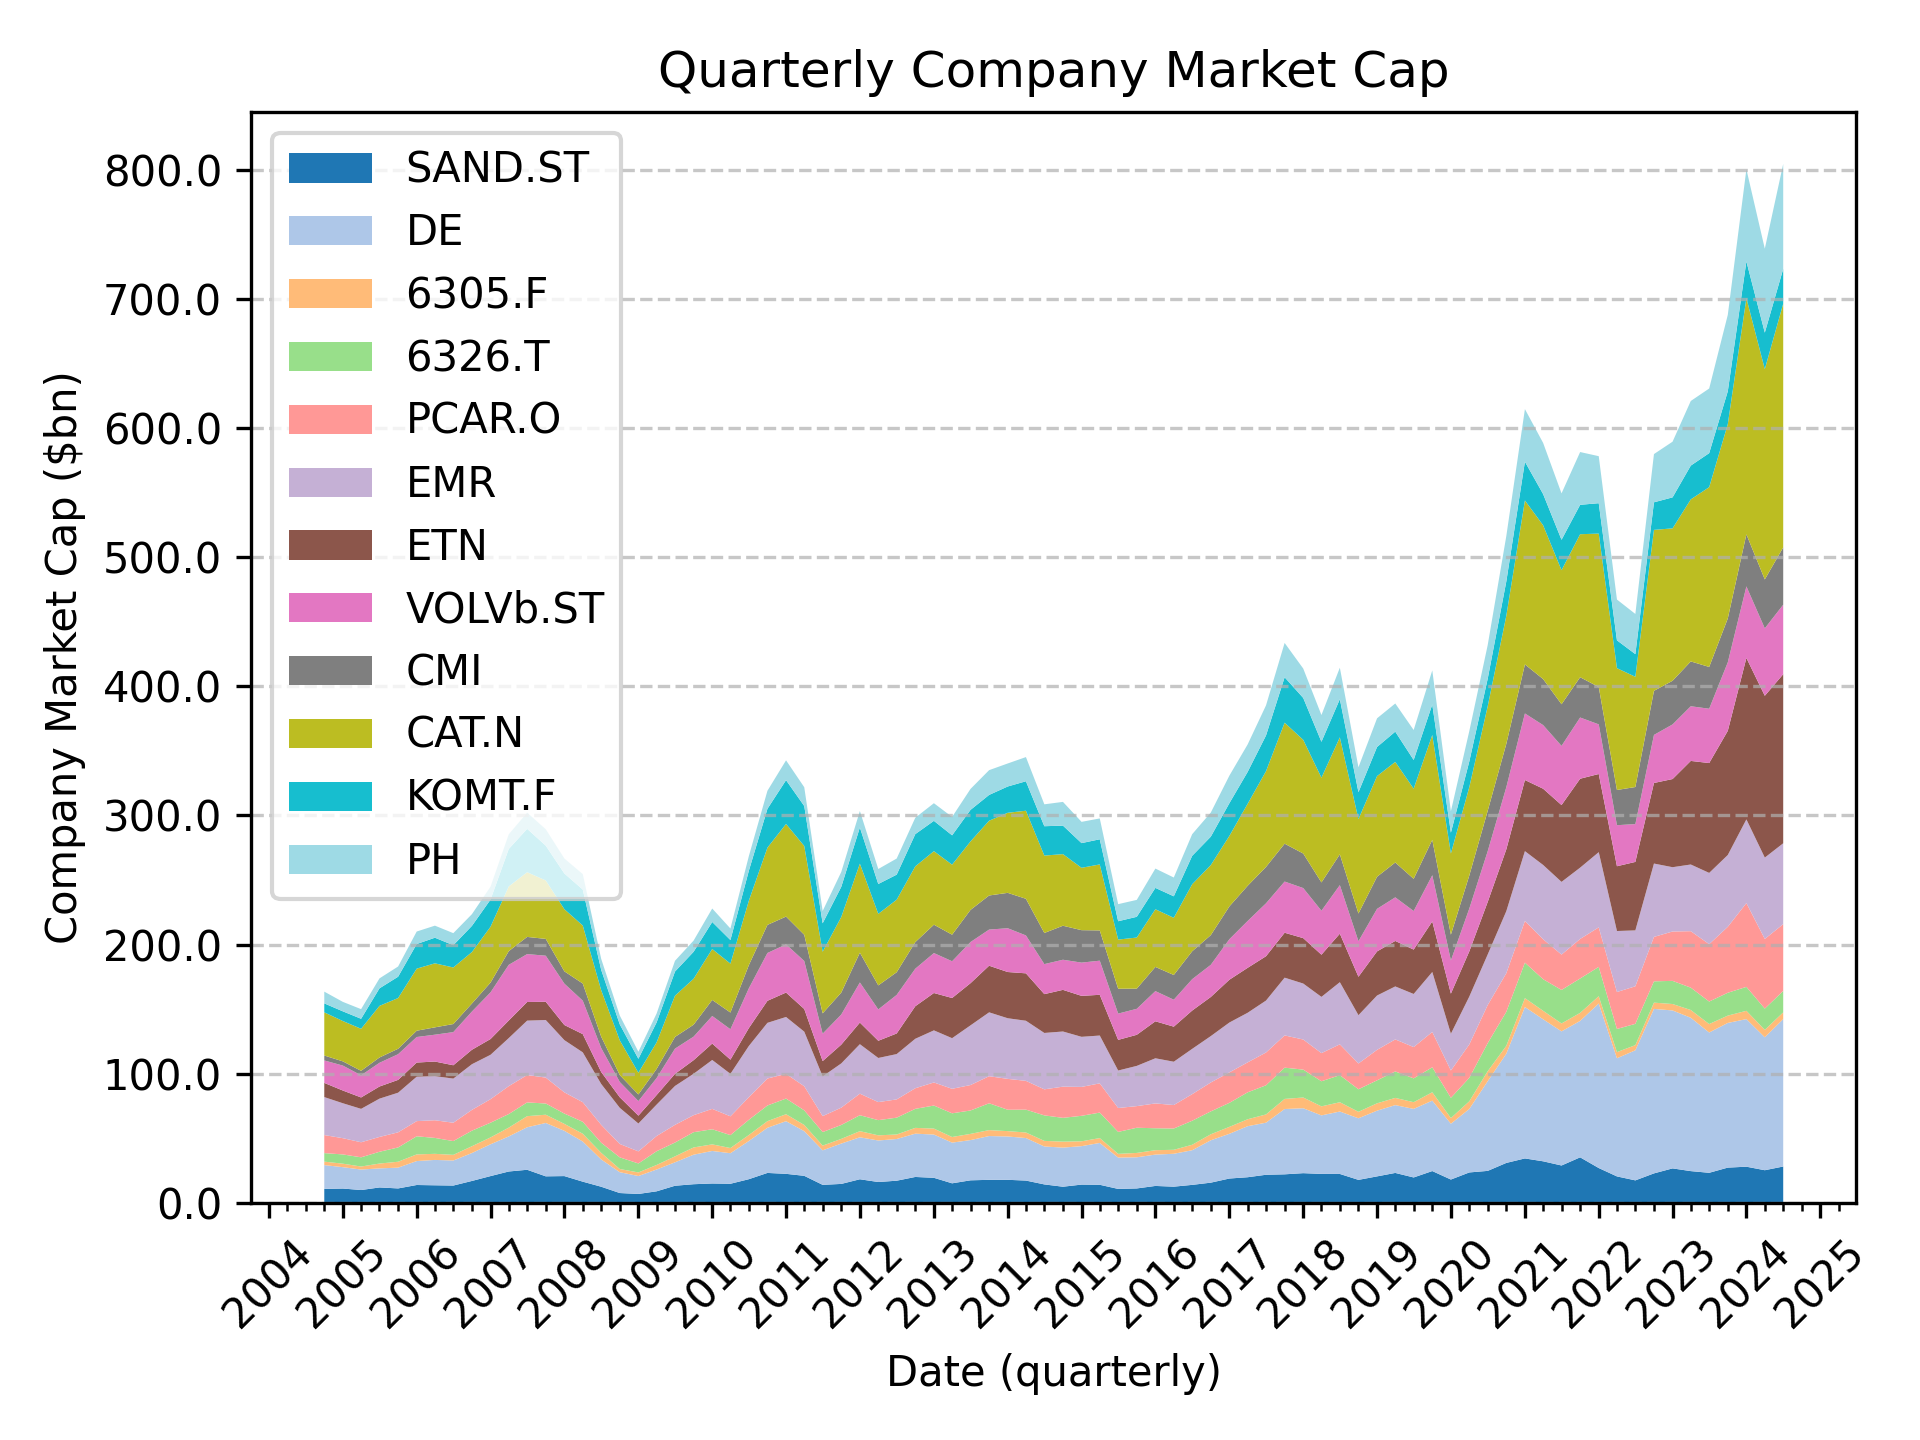 Quarterly Company Market Cap
Company Market Cap ($bn)
800.0
700.0
600.0
500.0
400.0
300.0
200.0
100.0
0.0
SAND.ST
DE
6305.F
6326.T
PCAR.O
EMR
ETN
VOLVb.ST
CMI
CAT.N
KOMT.F
PH
2004 2005 2006 2007 2008 2009 2010 2011 2012 2013 2014 2015 2016 2017 2018 2019 2020 2021 2022 2023 2024 2025
Date (quarterly)